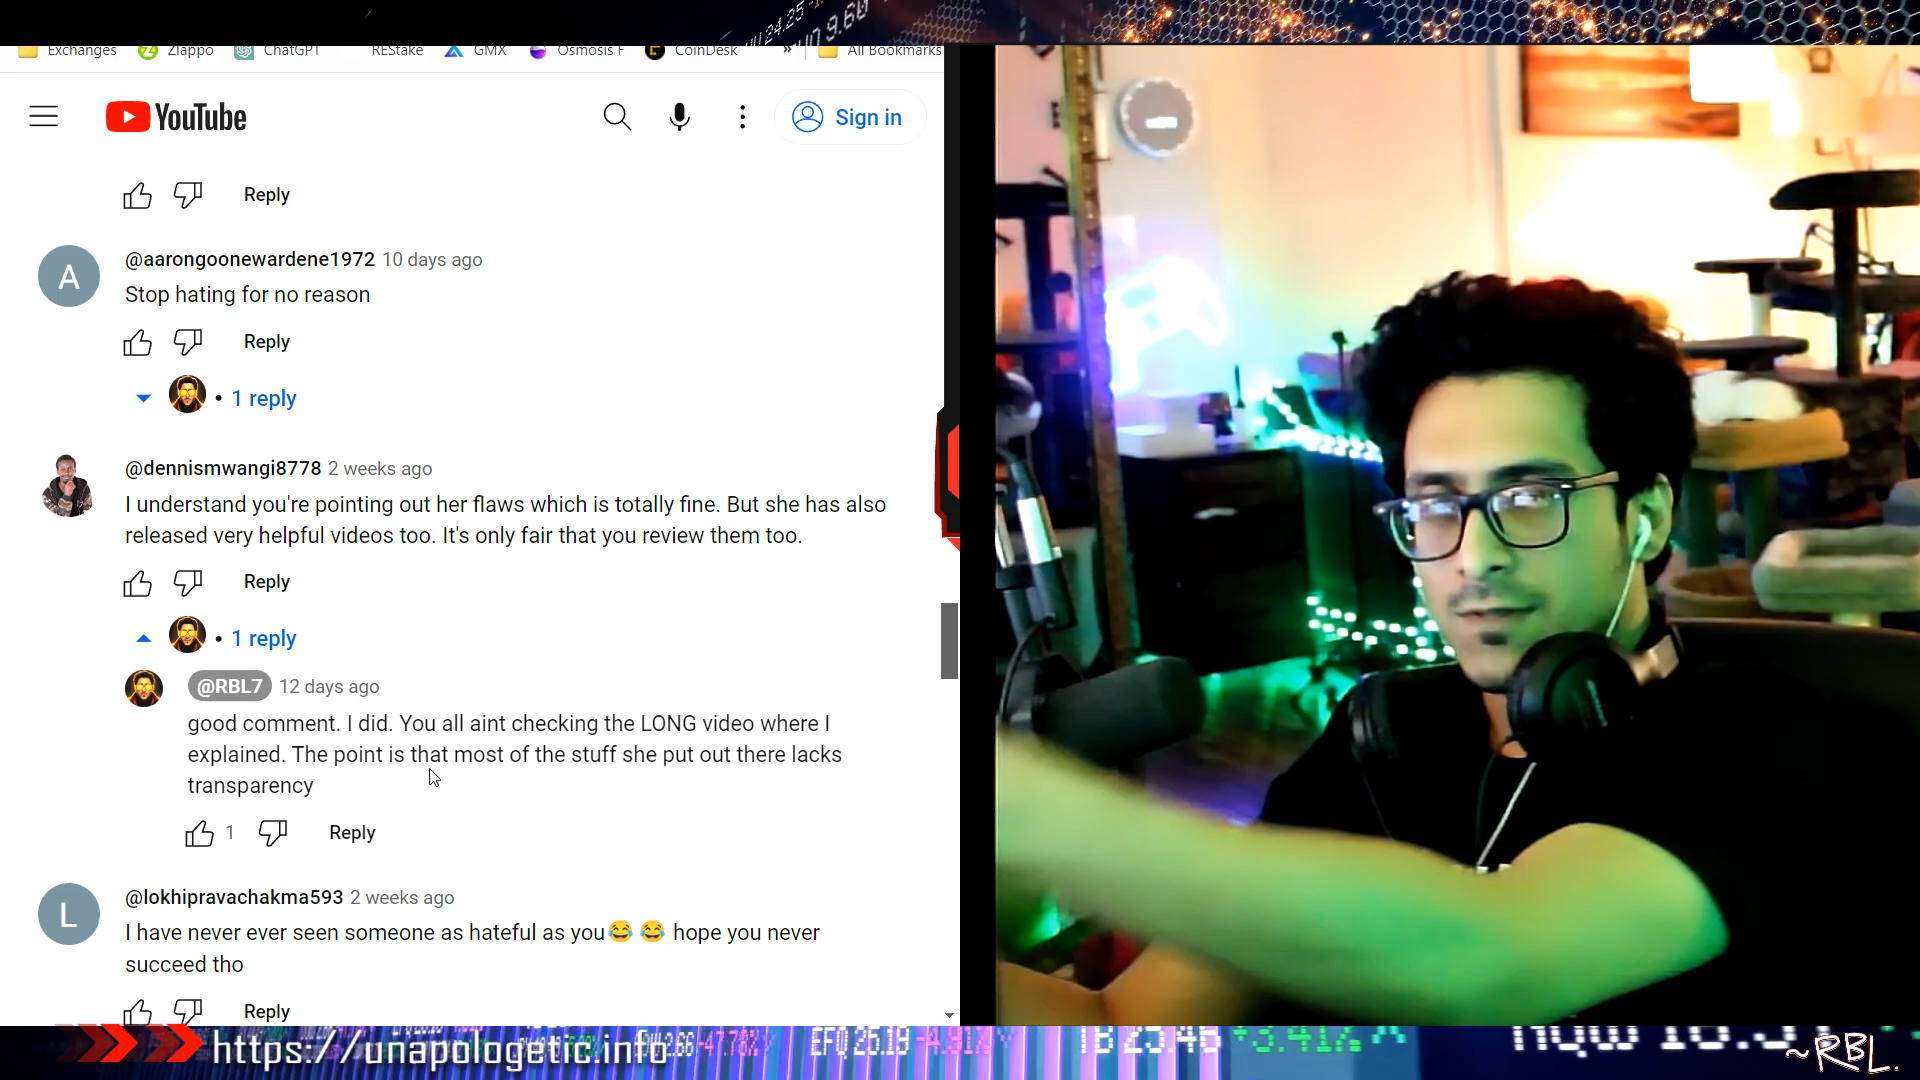 24.25
9.60
Exchanges
Zlappo
ChatGPT
REStake
GMX
Osmosis F
CoinDesk
»
All Bookmarks
YouTube
Sign in
Reply
@aarongoonewardene1972 10 days ago
A
Stop hating for no reason
Reply
• 1 reply
@dennismwangi8778 2 weeks ago
I understand you're pointing out her flaws which is totally fine. But she has also
released very helpful videos too. It's only fair that you review them too.
Reply
• 1 reply
@RBL7 12 days ago
good comment. I did. You all aint checking the LONG video where I
explained. The point is that most of the stuff she put out there lacks
transparency
1 Reply
@lokhipravachakma593 2 weeks ago
L
I have never ever seen someone as hateful as you😂 😂 hope you never
succeed tho
Reply
https://unapologetic.info
~RBL.